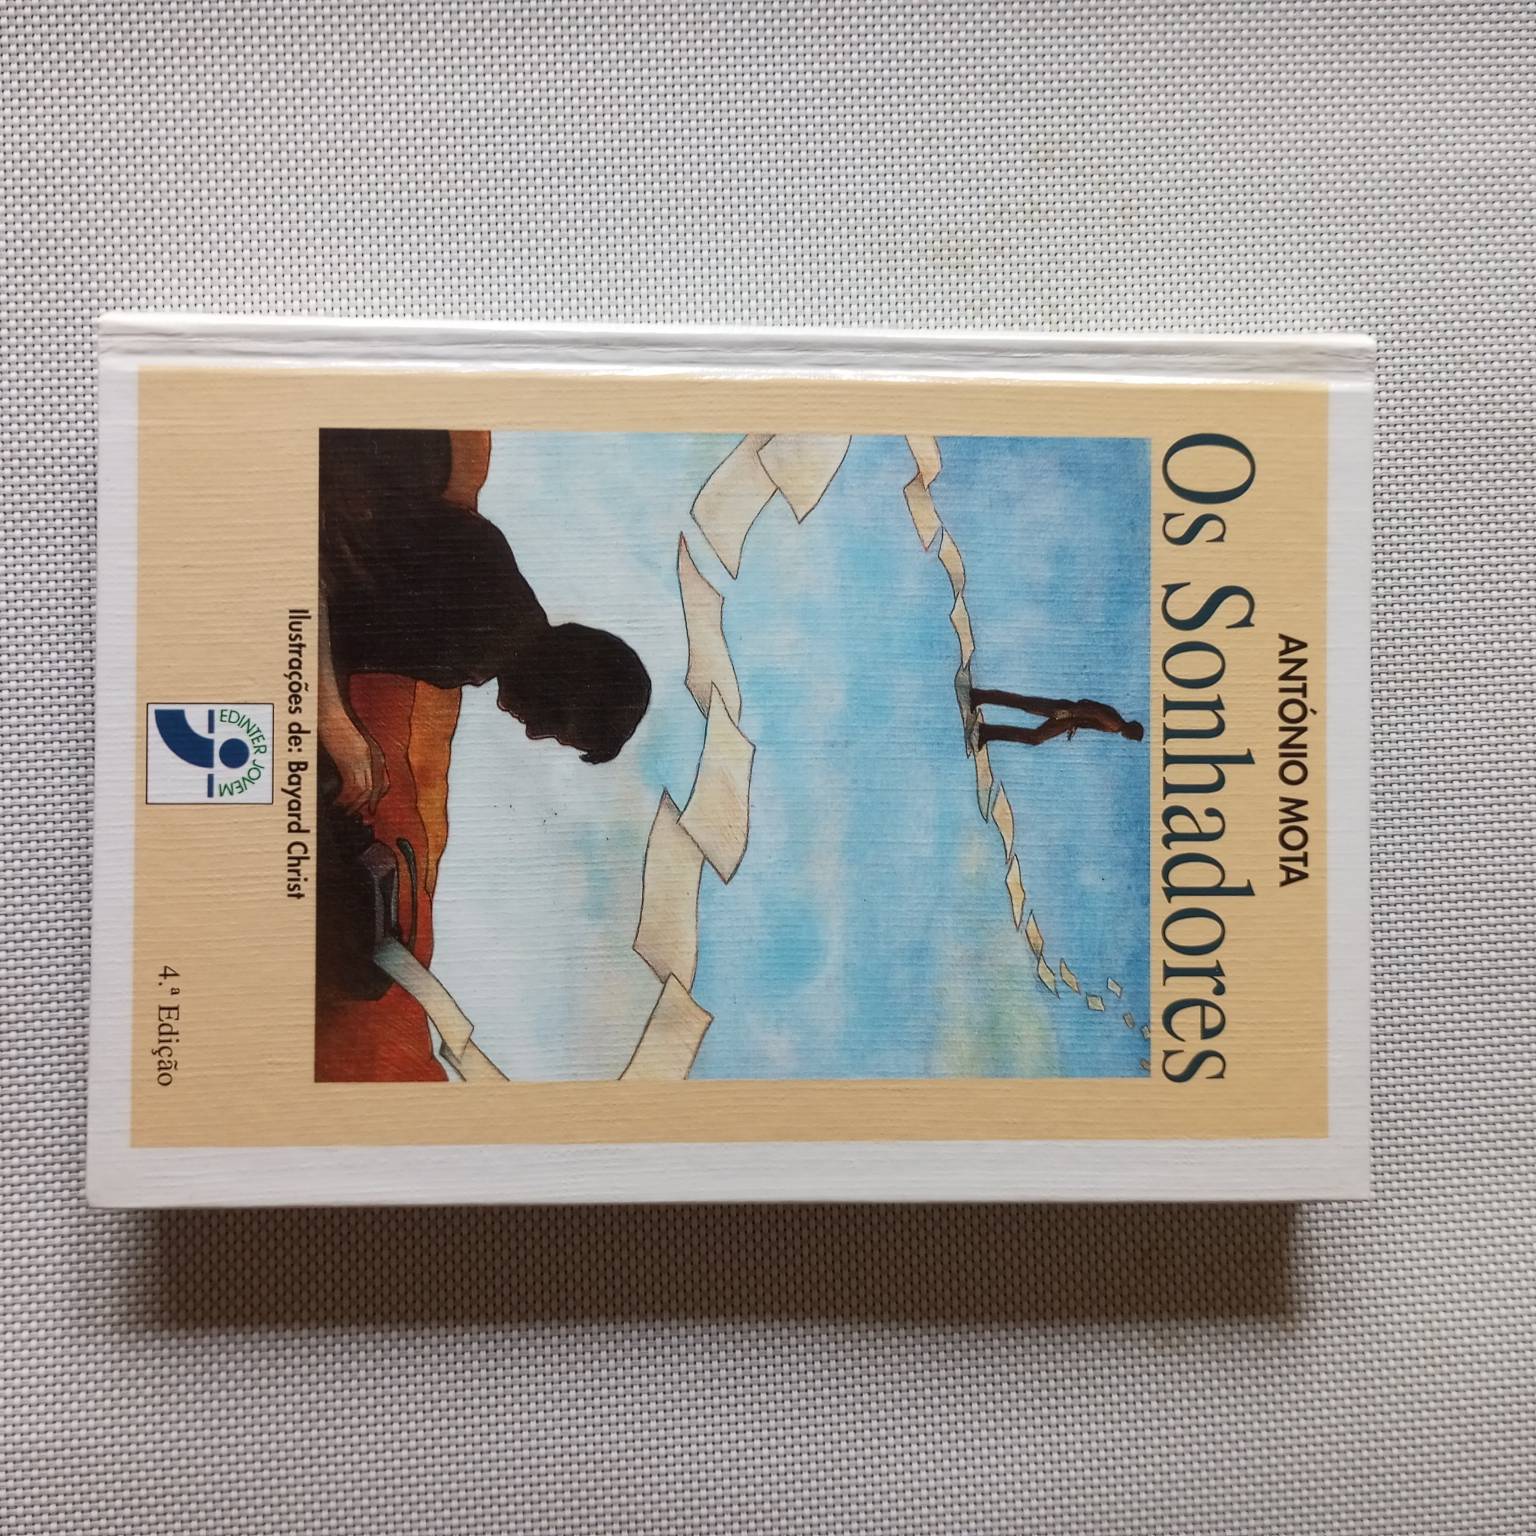 ANTÓNIO MOTA
Os Sonhadores
Ilustrações de: Bayard Christ
EDINTER JOVEM
4.ª Edição